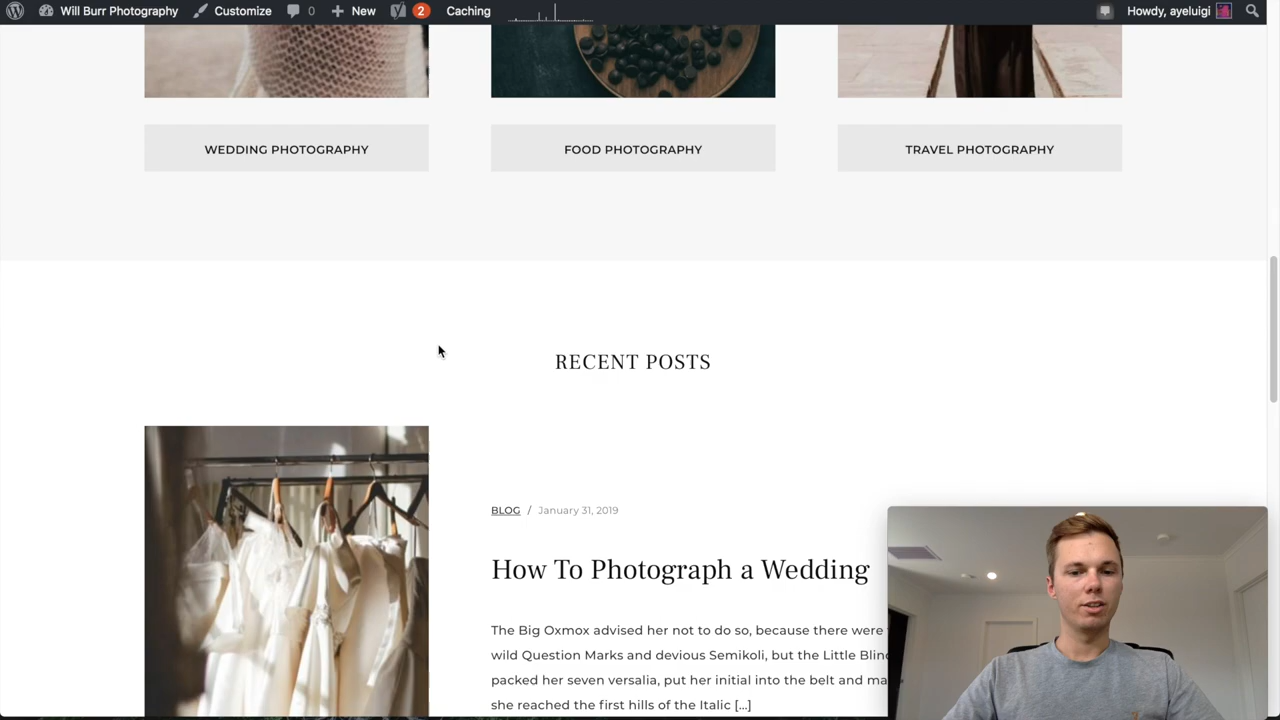 Will Burr Photography Customize 0 New 2 Caching Howdy, ayeluigi
WEDDING PHOTOGRAPHY FOOD PHOTOGRAPHY TRAVEL PHOTOGRAPHY
RECENT POSTS
BLOG / January 31, 2019
How To Photograph a Wedding
The Big Oxmox advised her not to do so, because there were
wild Question Marks and devious Semikoli, but the Little
packed her seven versalia, put her initial into the belt and
she reached the first hills of the Italic [...]